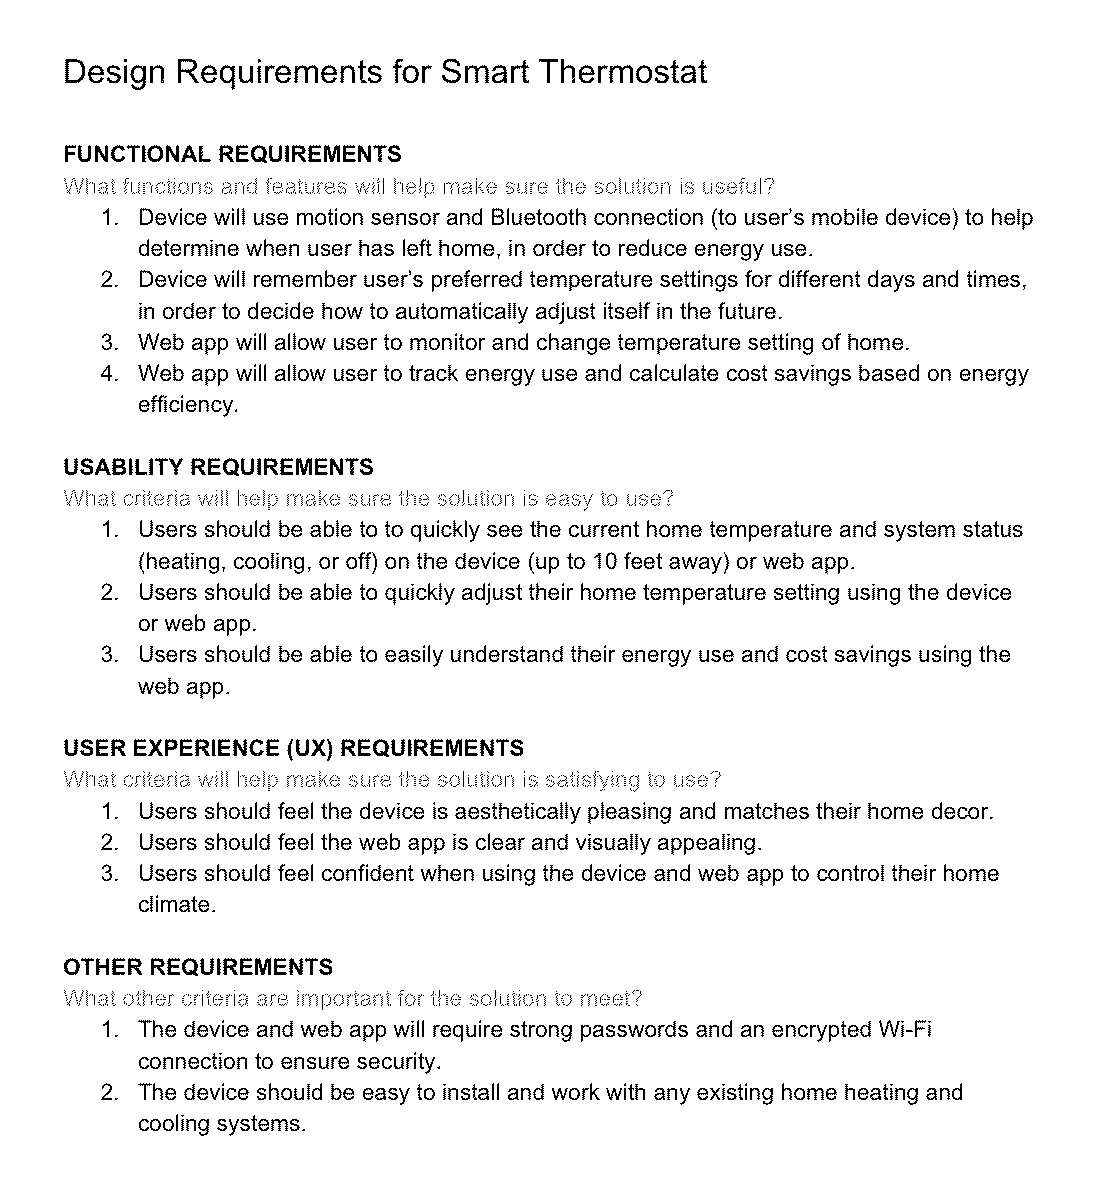 Design Requirements for Smart Thermostat
FUNCTIONAL REQUIREMENTS
What functions and features will help make sure the solution is useful?
1. Device will use motion sensor and Bluetooth connection (to user's mobile device) to help
determine when user has left home, in order to reduce energy use.
2. Device will remember user's preferred temperature settings for different days and times,
in order to decide how to automatically adjust itself in the future.
3. Web app will allow user to monitor and change temperature setting of home.
4. Web app will allow user to track energy use and calculate cost savings based on energy
efficiency.
USABILITY REQUIREMENTS
What criteria will help make sure the solution is easy to use?
1. Users should be able to to quickly see the current home temperature and system status
(heating, cooling, or off) on the device (up to 10 feet away) or web app.
2. Users should be able to quickly adjust their home temperature setting using the device
or web app.
3. Users should be able to easily understand their energy use and cost savings using the
web app.
USER EXPERIENCE (UX) REQUIREMENTS
What criteria will help make sure the solution is satisfying to use?
1. Users should feel the device is aesthetically pleasing and matches their home decor.
2. Users should feel the web app is clear and visually appealing.
3. Users should feel confident when using the device and web app to control their home
climate.
OTHER REQUIREMENTS
What other criteria are important for the solution to meet?
1. The device and web app will require strong passwords and an encrypted Wi-Fi
connection to ensure security.
2. The device should be easy to install and work with any existing home heating and
cooling systems.